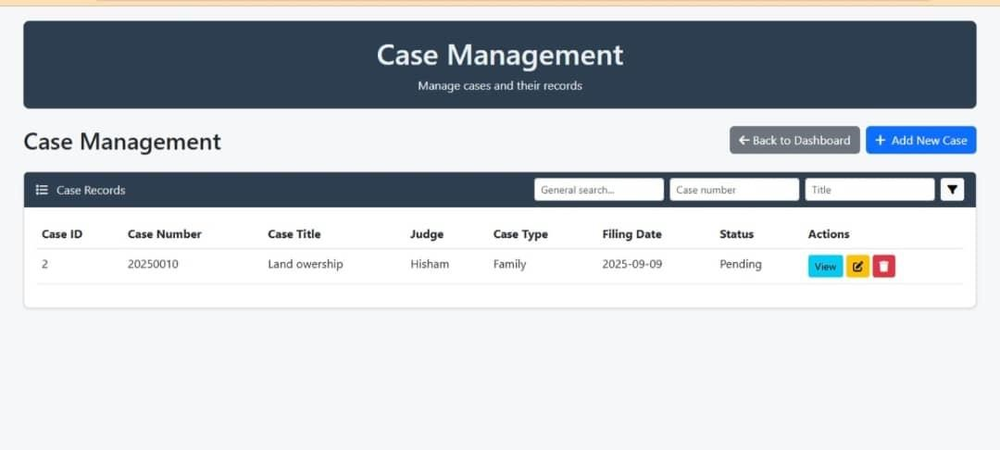 Case Management
Manage cases and their records
Case Management
Back to Dashboard
Add New Case
Case Records
General search...
Case number
Title
Case ID Case Number Case Title Judge Case Type Filing Date Status Actions
2 20250010 Land owership Hisham Family 2025-09-09 Pending View